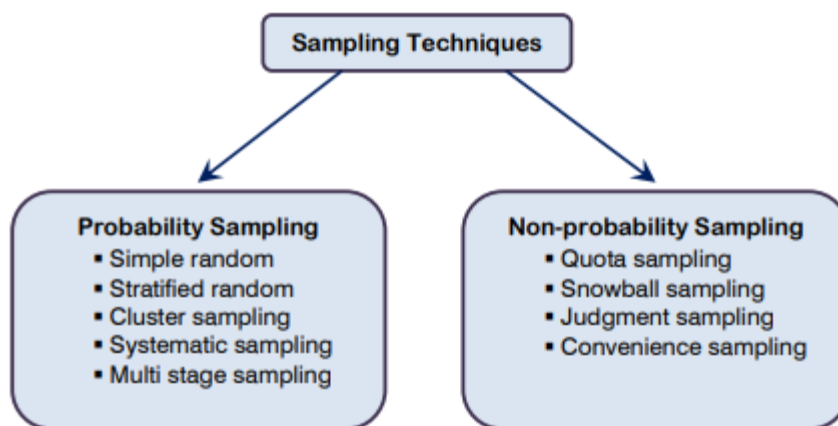 Sampling Techniques
Probability Sampling
▪ Simple random
▪ Stratified random
▪ Cluster sampling
▪ Systematic sampling
▪ Multi stage sampling
Non-probability Sampling
▪ Quota sampling
▪ Snowball sampling
▪ Judgment sampling
▪ Convenience sampling